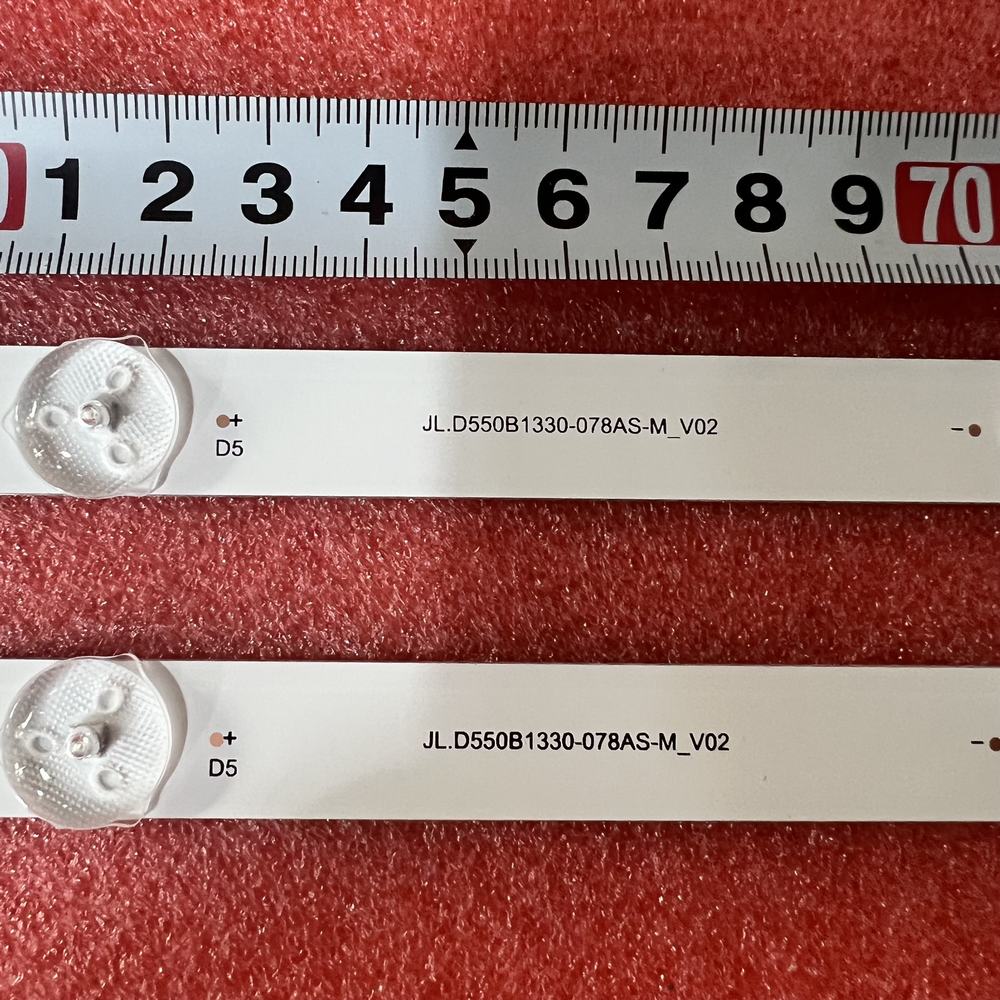 1 2 3 4 5 6 7 8 9 70
+ JL.D550B1330-078AS-M_V02 -
D5
+ JL.D550B1330-078AS-M_V02 -
D5